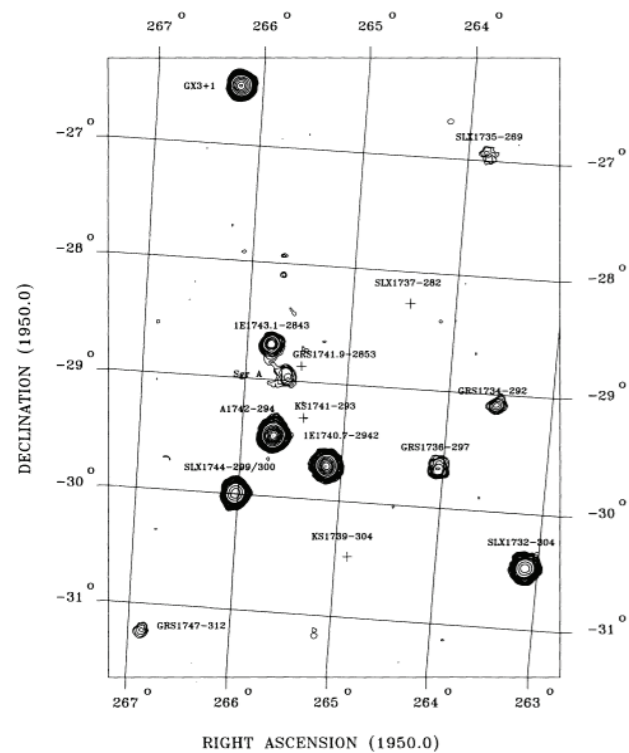 267° 266° 265° 264°
GX3+1
-27°
SLX1735-269
-27°
-28°
SLX1737-282
-28°
1E1743.1-2843
GRS1741.9-2853
-29°
Sgr A
GRS1734-292
-29°
A1742-294
KS1741-293
1E1740.7-2942
GRS1736-297
SLX1744-299/300
-30°
-30°
KS1739-304
SLX1732-304
-31°
GRS1747-312
-31°
267° 266° 265° 264° 263°
DECLINATION (1950.0)
RIGHT ASCENSION (1950.0)